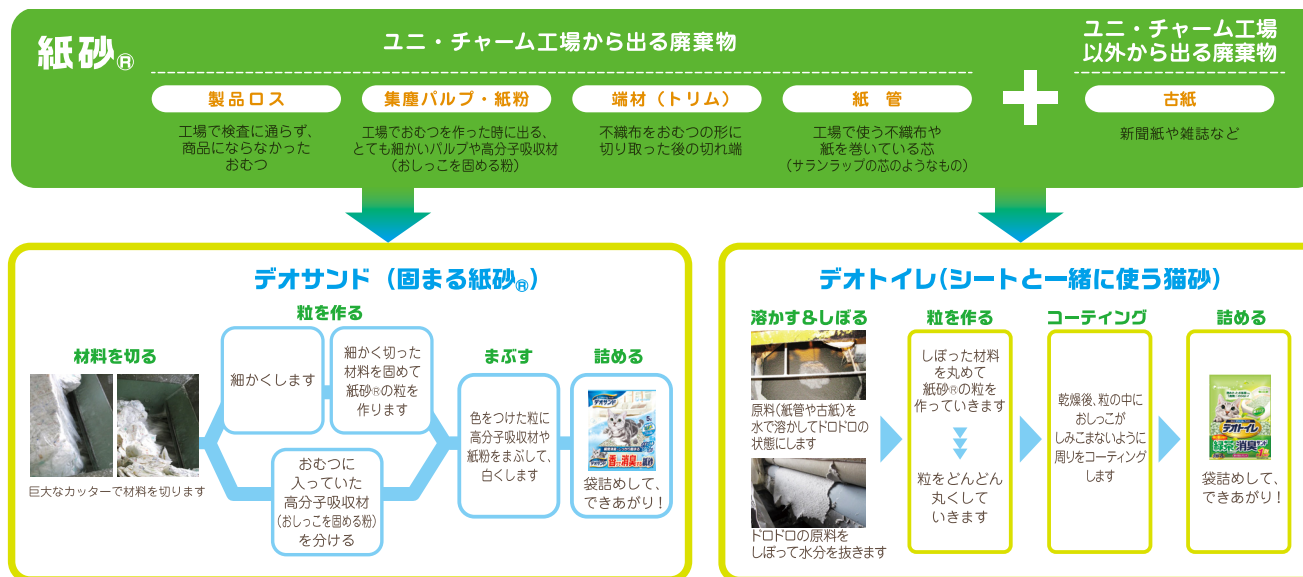 紙砂®
ユニ・チャーム工場から出る廃棄物
ユニ・チャーム工場
以外から出る廃棄物
製品ロス
工場で検査に通らず、
商品にならなかった
おむつ
集塵パルプ・紙粉
工場でおむつを作った時に出る、
とても細かいパルプや高分子吸収材
(おしっこを固める粉)
端材(トリム)
不織布をおむつの形に
切り取った後の切れ端
紙 管
工場で使う不織布や
紙を巻いている芯
(サランラップの芯のようなもの)
古紙
新聞紙や雑誌など
デオサンド(固まる紙砂®)
材料を切る
巨大なカッターで材料を切ります
粒を作る
細かくします
細かく切った
材料を固めて
紙砂®の粒を
作ります
おむつに
入っていた
高分子吸収材
(おしっこを固める粉)
を分ける
まぶす
色をつけた粒に
高分子吸収材や
紙粉をまぶして、
白くします
詰める
デオサンド
袋詰めして、
できあがり!
デオトイレ(シートと一緒に使う猫砂)
溶かす&しぼる
原料(紙管や古紙)を
水で溶かしてドロドロの
状態にします
ドロドロの原料を
しぼって水分を抜きます
粒を作る
しぼった材料
を丸めて
紙砂®の粒を
作っていきます
粒をどんどん
丸くして
いきます
コーティング
乾燥後、粒の中に
おしっこが
しみこまないように
周りをコーティング
します
詰める
デオトイレ
袋詰めして、
できあがり!